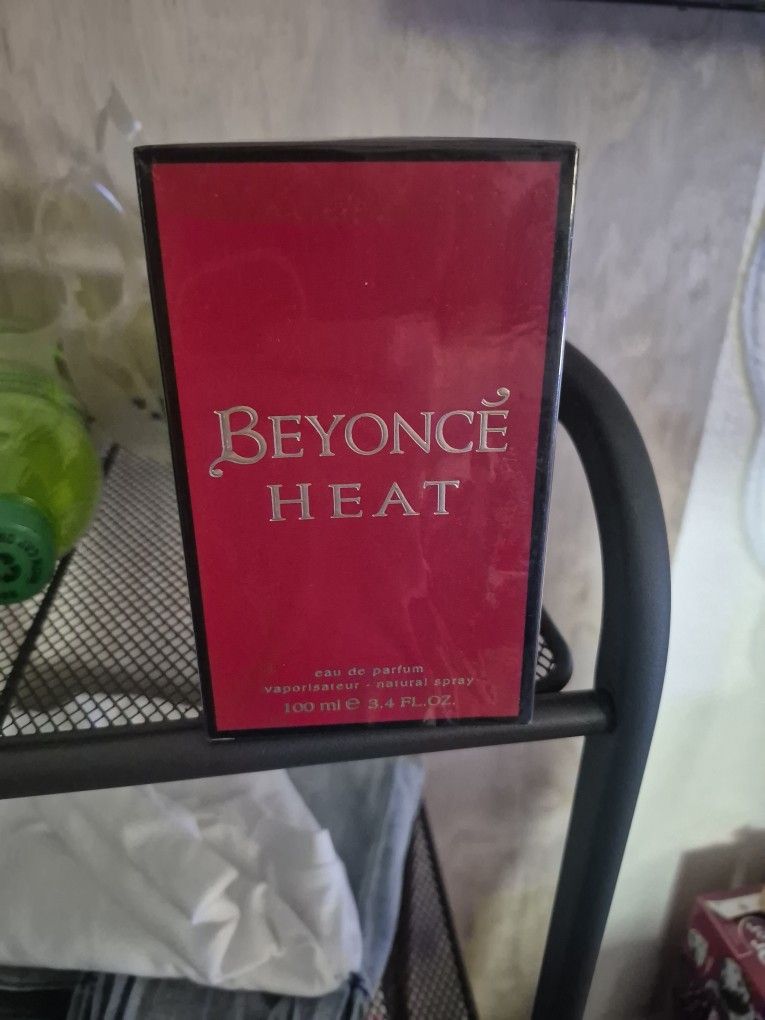 BEYONCÉ
HEAT
eau de parfum
vaporisateur - natural spray
100 ml ℮ 3.4 FL.OZ.